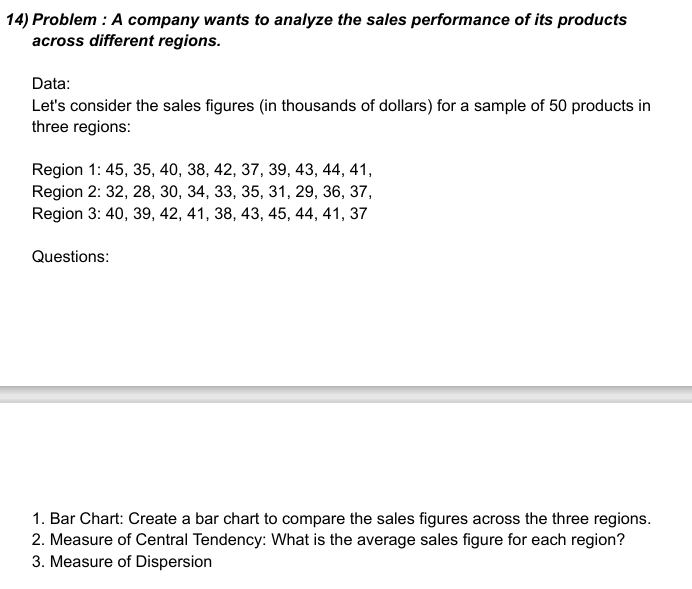 14) Problem : A company wants to analyze the sales performance of its products
across different regions.
Data:
Let's consider the sales figures (in thousands of dollars) for a sample of 50 products in
three regions:
Region 1: 45, 35, 40, 38, 42, 37, 39, 43, 44, 41,
Region 2: 32, 28, 30, 34, 33, 35, 31, 29, 36, 37,
Region 3: 40, 39, 42, 41, 38, 43, 45, 44, 41, 37
Questions:
1. Bar Chart: Create a bar chart to compare the sales figures across the three regions.
2. Measure of Central Tendency: What is the average sales figure for each region?
3. Measure of Dispersion